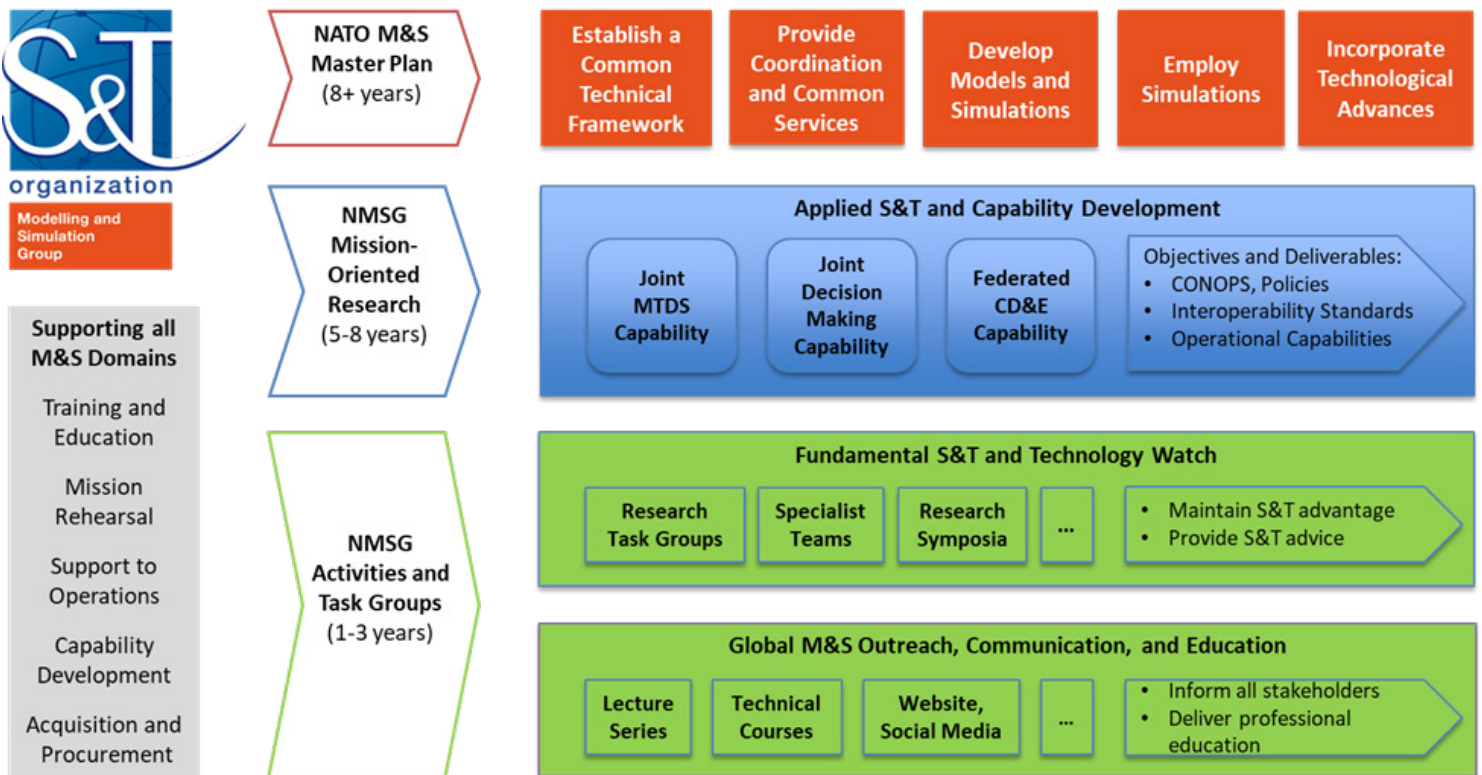 S&T
organization
Modelling and
Simulation
Group
Supporting all
M&S Domains
Training and
Education
Mission
Rehearsal
Support to
Operations
Capability
Development
Acquisition and
Procurement
NATO M&S
Master Plan
(8+ years)
Establish a
Common
Technical
Framework
Provide
Coordination
and Common
Services
Develop
Models and
Simulations
Employ
Simulations
Incorporate
Technological
Advances
NMSG
Mission-
Oriented
Research
(5-8 years)
Applied S&T and Capability Development
Joint
MTDS
Capability
Joint
Decision
Making
Capability
Federated
CD&E
Capability
Objectives and Deliverables:
• CONOPS, Policies
• Interoperability Standards
• Operational Capabilities
NMSG
Activities and
Task Groups
(1-3 years)
Fundamental S&T and Technology Watch
Research
Task Groups
Specialist
Teams
Research
Symposia
...
• Maintain S&T advantage
• Provide S&T advice
Global M&S Outreach, Communication, and Education
Lecture
Series
Technical
Courses
Website,
Social Media
...
• Inform all stakeholders
• Deliver professional
education